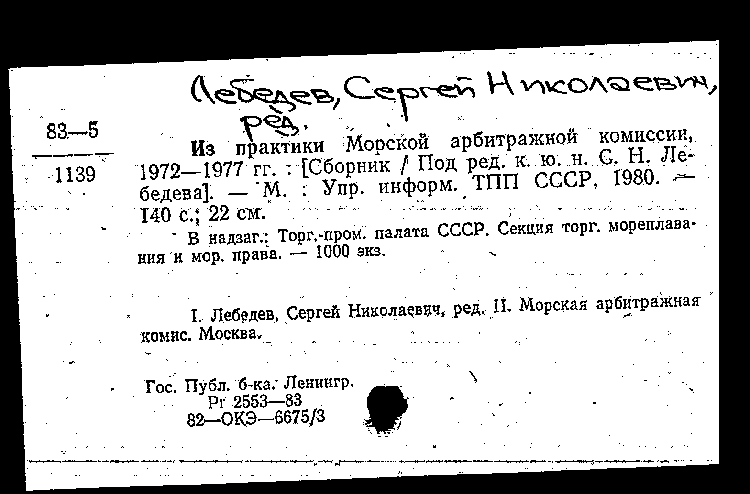 Лебедев, Сергей Николаевич,
ред.
83—5
1139
Из практики Морской арбитражной комиссии,
1972—1977 гг. : [Сборник / Под ред. к. ю. н. С. Н. Ле-
бедева]. — М. : Упр. информ. ТПП СССР, 1980. —
140 с.; 22 см.
В надзаг.: Торг.-пром. палата СССР. Секция торг. мореплава-
ния и мор. права. — 1000 экз.
I. Лебедев, Сергей Николаевич, ред. II. Морская арбитражная
комис. Москва.
Гос. Публ. б-ка. Ленингр.
Pr 2553—83
82—ОКЭ—6675/3